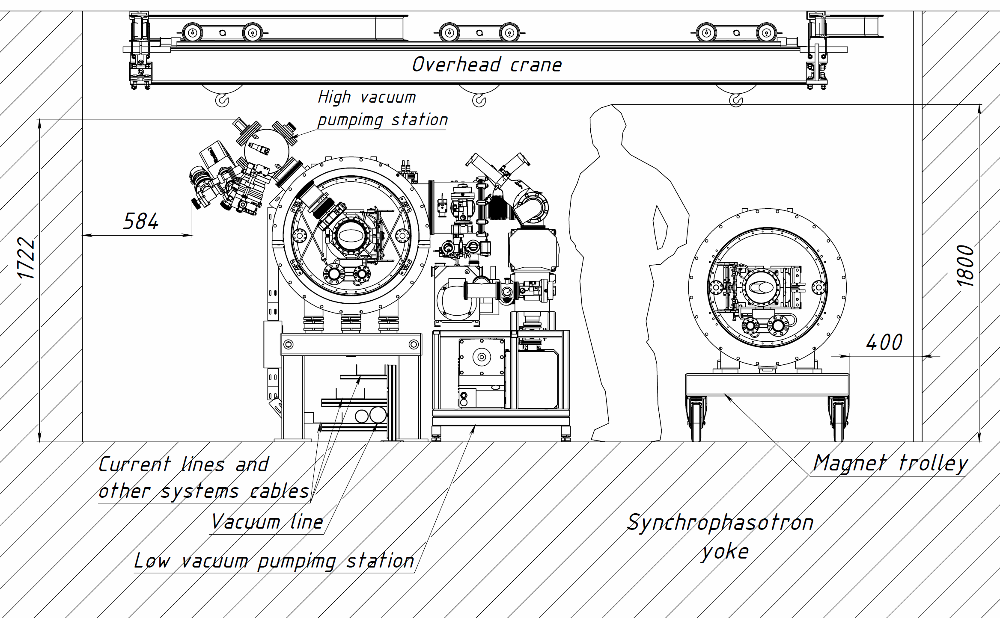 Overhead crane
High vacuum
pumpimg station
584
1722
1800
400
Current lines and
other systems cables
Vacuum line
Low vacuum pumpimg station
Magnet trolley
Synchrophasotron
yoke